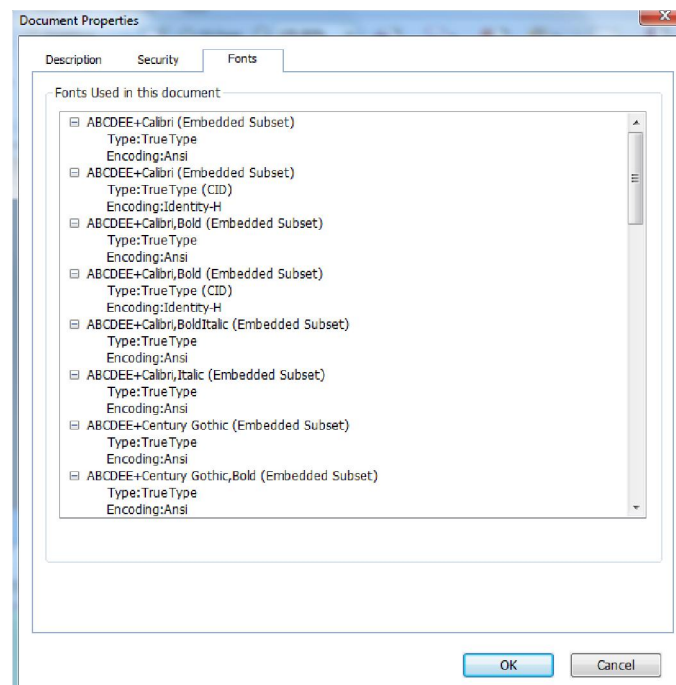 Document Properties
Description Security Fonts
Fonts Used in this document
ABCDEE+Calibri (Embedded Subset)
Type:TrueType
Encoding:Ansi
ABCDEE+Calibri (Embedded Subset)
Type:TrueType (CID)
Encoding:Identity-H
ABCDEE+Calibri,Bold (Embedded Subset)
Type:TrueType
Encoding:Ansi
ABCDEE+Calibri,Bold (Embedded Subset)
Type:TrueType (CID)
Encoding:Identity-H
ABCDEE+Calibri,BoldItalic (Embedded Subset)
Type:TrueType
Encoding:Ansi
ABCDEE+Calibri,Italic (Embedded Subset)
Type:TrueType
Encoding:Ansi
ABCDEE+Century Gothic (Embedded Subset)
Type:TrueType
Encoding:Ansi
ABCDEE+Century Gothic,Bold (Embedded Subset)
Type:TrueType
Encoding:Ansi
OK Cancel